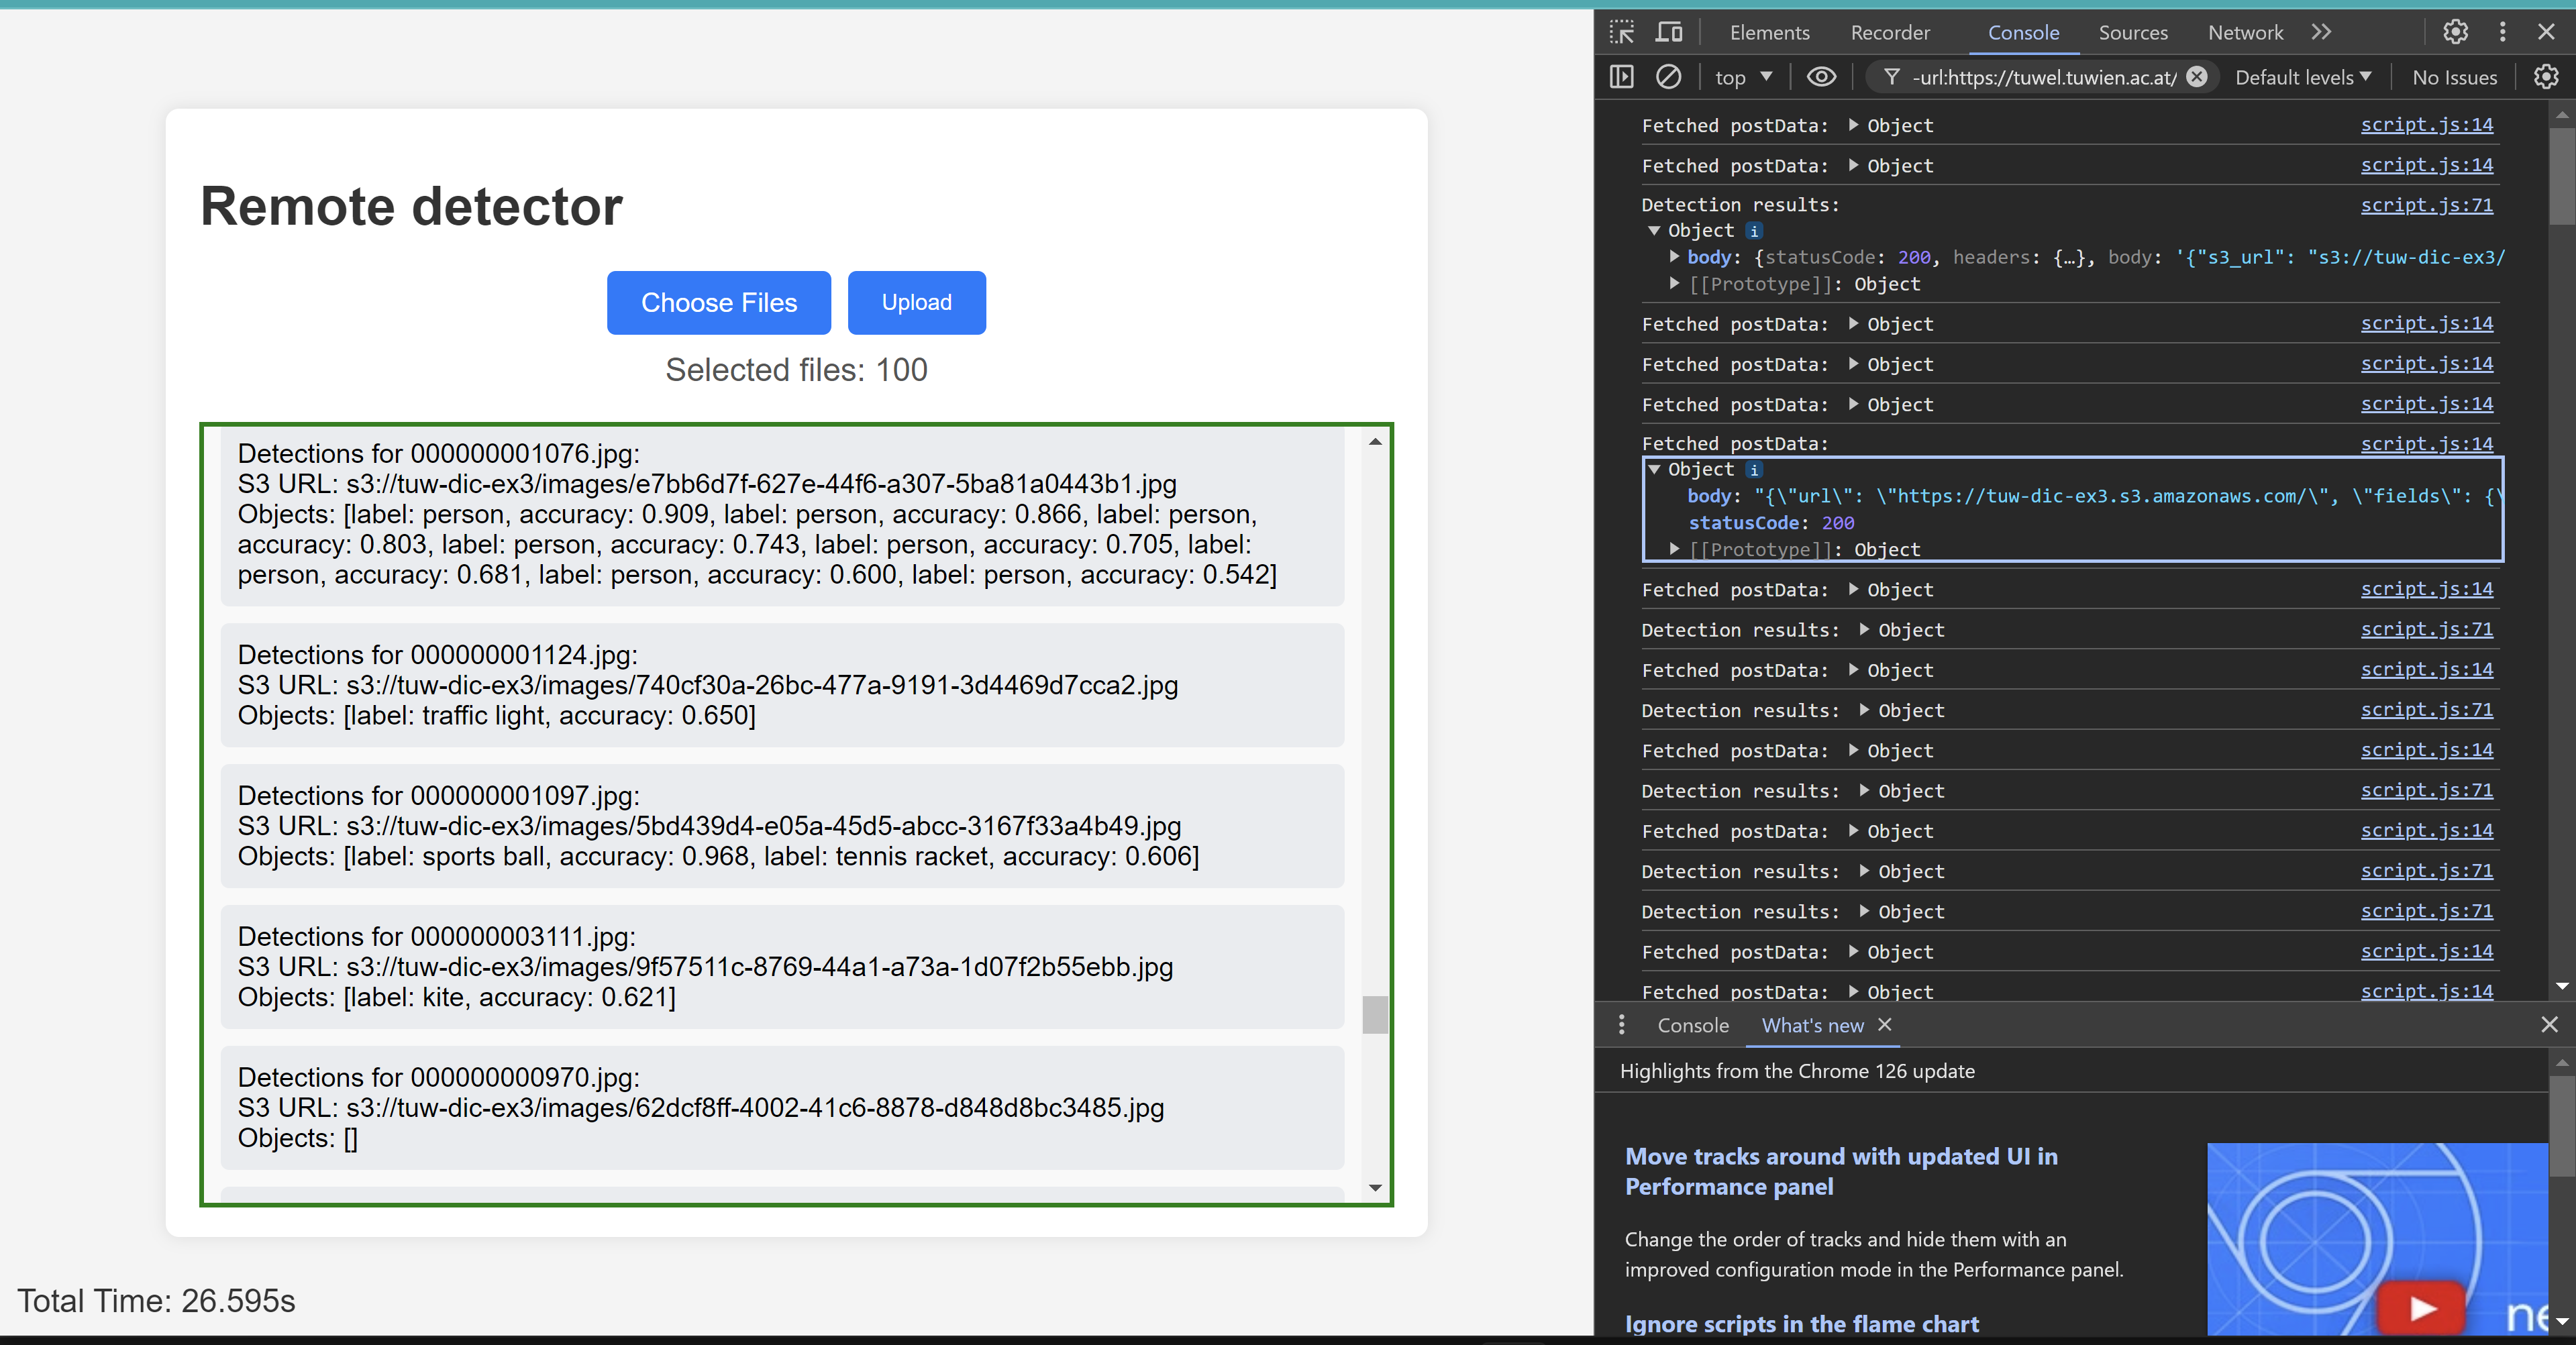 Remote detector
Choose Files
Upload
Selected files: 100
Detections for 000000001076.jpg:
S3 URL: s3://tuw-dic-ex3/images/e7bb6d7f-627e-44f6-a307-5ba81a0443b1.jpg
Objects: [label: person, accuracy: 0.909, label: person, accuracy: 0.866, label: person,
accuracy: 0.803, label: person, accuracy: 0.743, label: person, accuracy: 0.705, label:
person, accuracy: 0.681, label: person, accuracy: 0.600, label: person, accuracy: 0.542]
Detections for 000000001124.jpg:
S3 URL: s3://tuw-dic-ex3/images/740cf30a-26bc-477a-9191-3d4469d7cca2.jpg
Objects: [label: traffic light, accuracy: 0.650]
Detections for 000000001097.jpg:
S3 URL: s3://tuw-dic-ex3/images/5bd439d4-e05a-45d5-abcc-3167f33a4b49.jpg
Objects: [label: sports ball, accuracy: 0.968, label: tennis racket, accuracy: 0.606]
Detections for 000000003111.jpg:
S3 URL: s3://tuw-dic-ex3/images/9f57511c-8769-44a1-a73a-1d07f2b55ebb.jpg
Objects: [label: kite, accuracy: 0.621]
Detections for 000000000970.jpg:
S3 URL: s3://tuw-dic-ex3/images/62dcf8ff-4002-41c6-8878-d848d8bc3485.jpg
Objects: []
Total Time: 26.595s
Elements Recorder Console Sources Network
top -url:https://tuwel.tuwien.ac.at/ Default levels No Issues
Fetched postData: Object script.js:14
Fetched postData: Object script.js:14
Detection results: script.js:71
Object i
body: {statusCode: 200, headers: {…}, body: '{"s3_url": "s3://tuw-dic-ex3/
[[Prototype]]: Object
Fetched postData: Object script.js:14
Fetched postData: Object script.js:14
Fetched postData: Object script.js:14
Fetched postData: script.js:14
Object i
body: "{\"url\": \"https://tuw-dic-ex3.s3.amazonaws.com/\", \"fields\": {\
statusCode: 200
[[Prototype]]: Object
Fetched postData: Object script.js:14
Detection results: Object script.js:71
Fetched postData: Object script.js:14
Detection results: Object script.js:71
Fetched postData: Object script.js:14
Detection results: Object script.js:71
Fetched postData: Object script.js:14
Detection results: Object script.js:71
Detection results: Object script.js:71
Fetched postData: Object script.js:14
Fetched postData: Object script.js:14
Console What's new
Highlights from the Chrome 126 update
Move tracks around with updated UI in
Performance panel
Change the order of tracks and hide them with an
improved configuration mode in the Performance panel.
Ignore scripts in the flame chart
ne